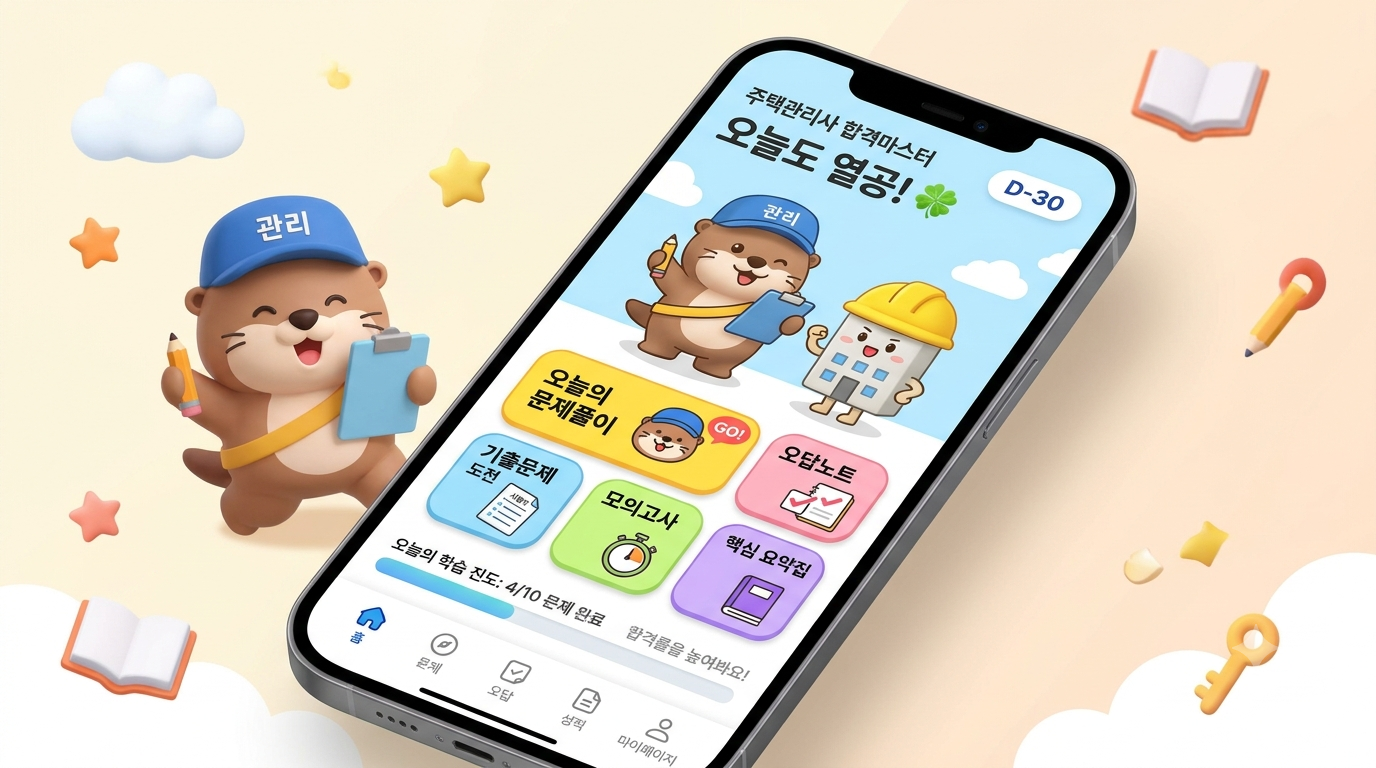 관리
주택관리사 합격마스터
오늘도 열공!
D-30
관리
오늘의
문제풀이
GO!
오답노트
기출문제
도전
모의고사
핵심 요약집
오늘의 학습 진도: 4/10 문제 완료
합격률을 높여봐요!
홈
문제
오답
성적
마이페이지